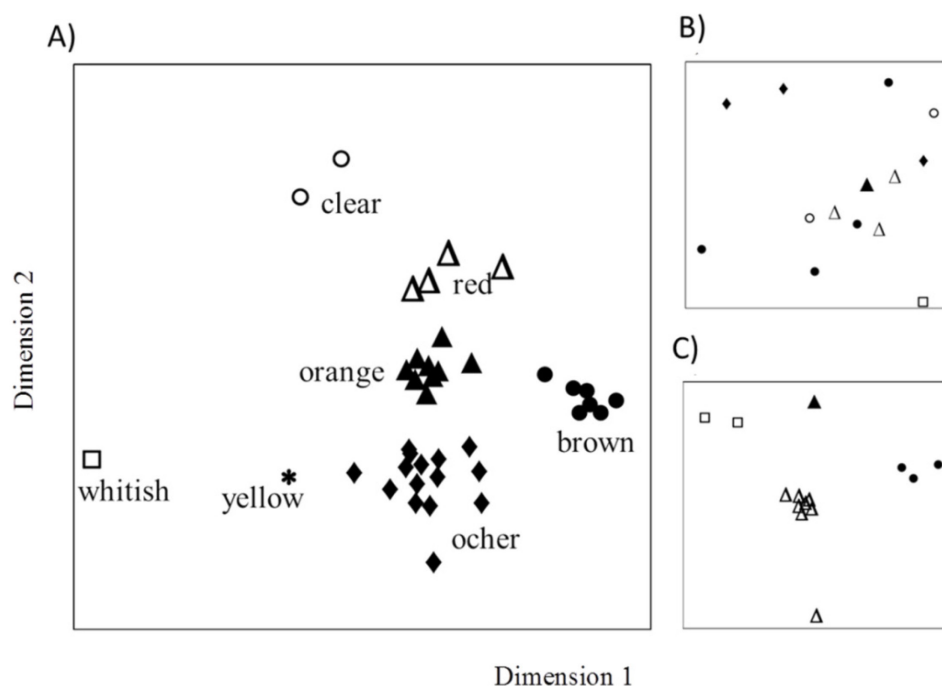 A)
B)
clear
red
orange
brown
C)
whitish
yellow
ocher
Dimension 2
Dimension 1